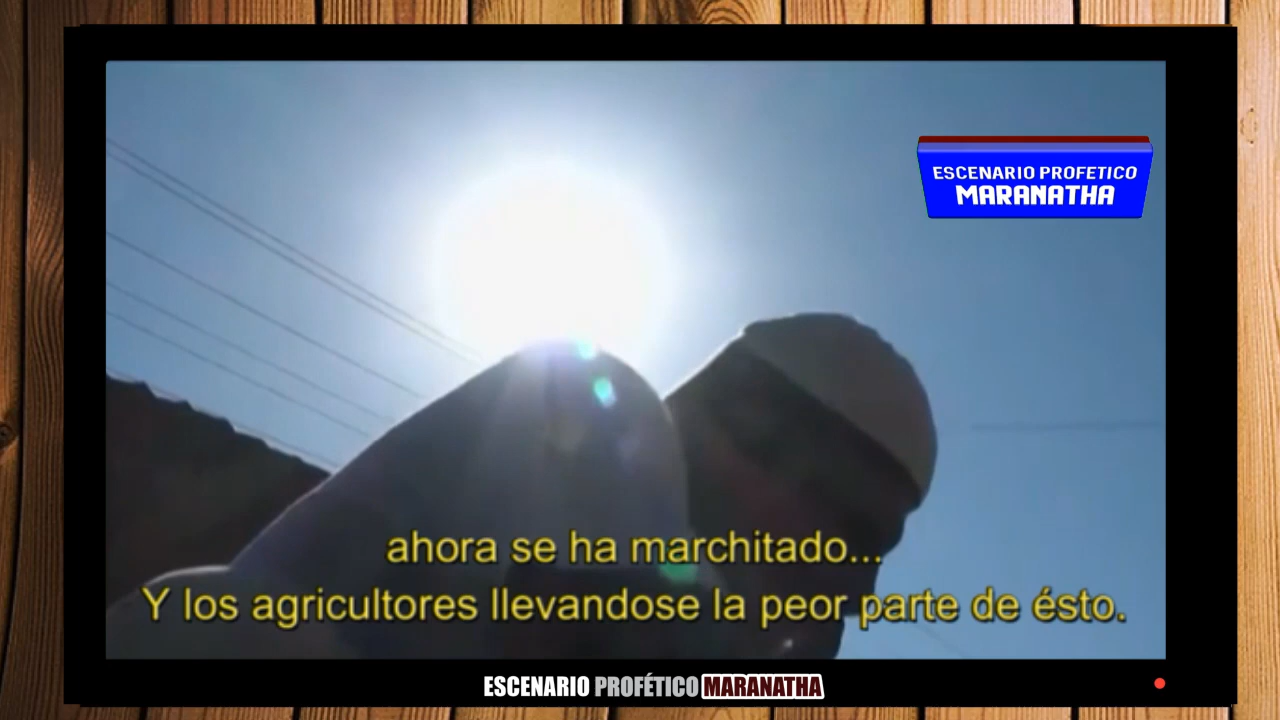 ESCENARIO PROFETICO
MARANATHA
ahora se ha marchitado...
Y los agricultores llevandose la peor parte de ésto.
ESCENARIO PROFÉTICO MARANATHA